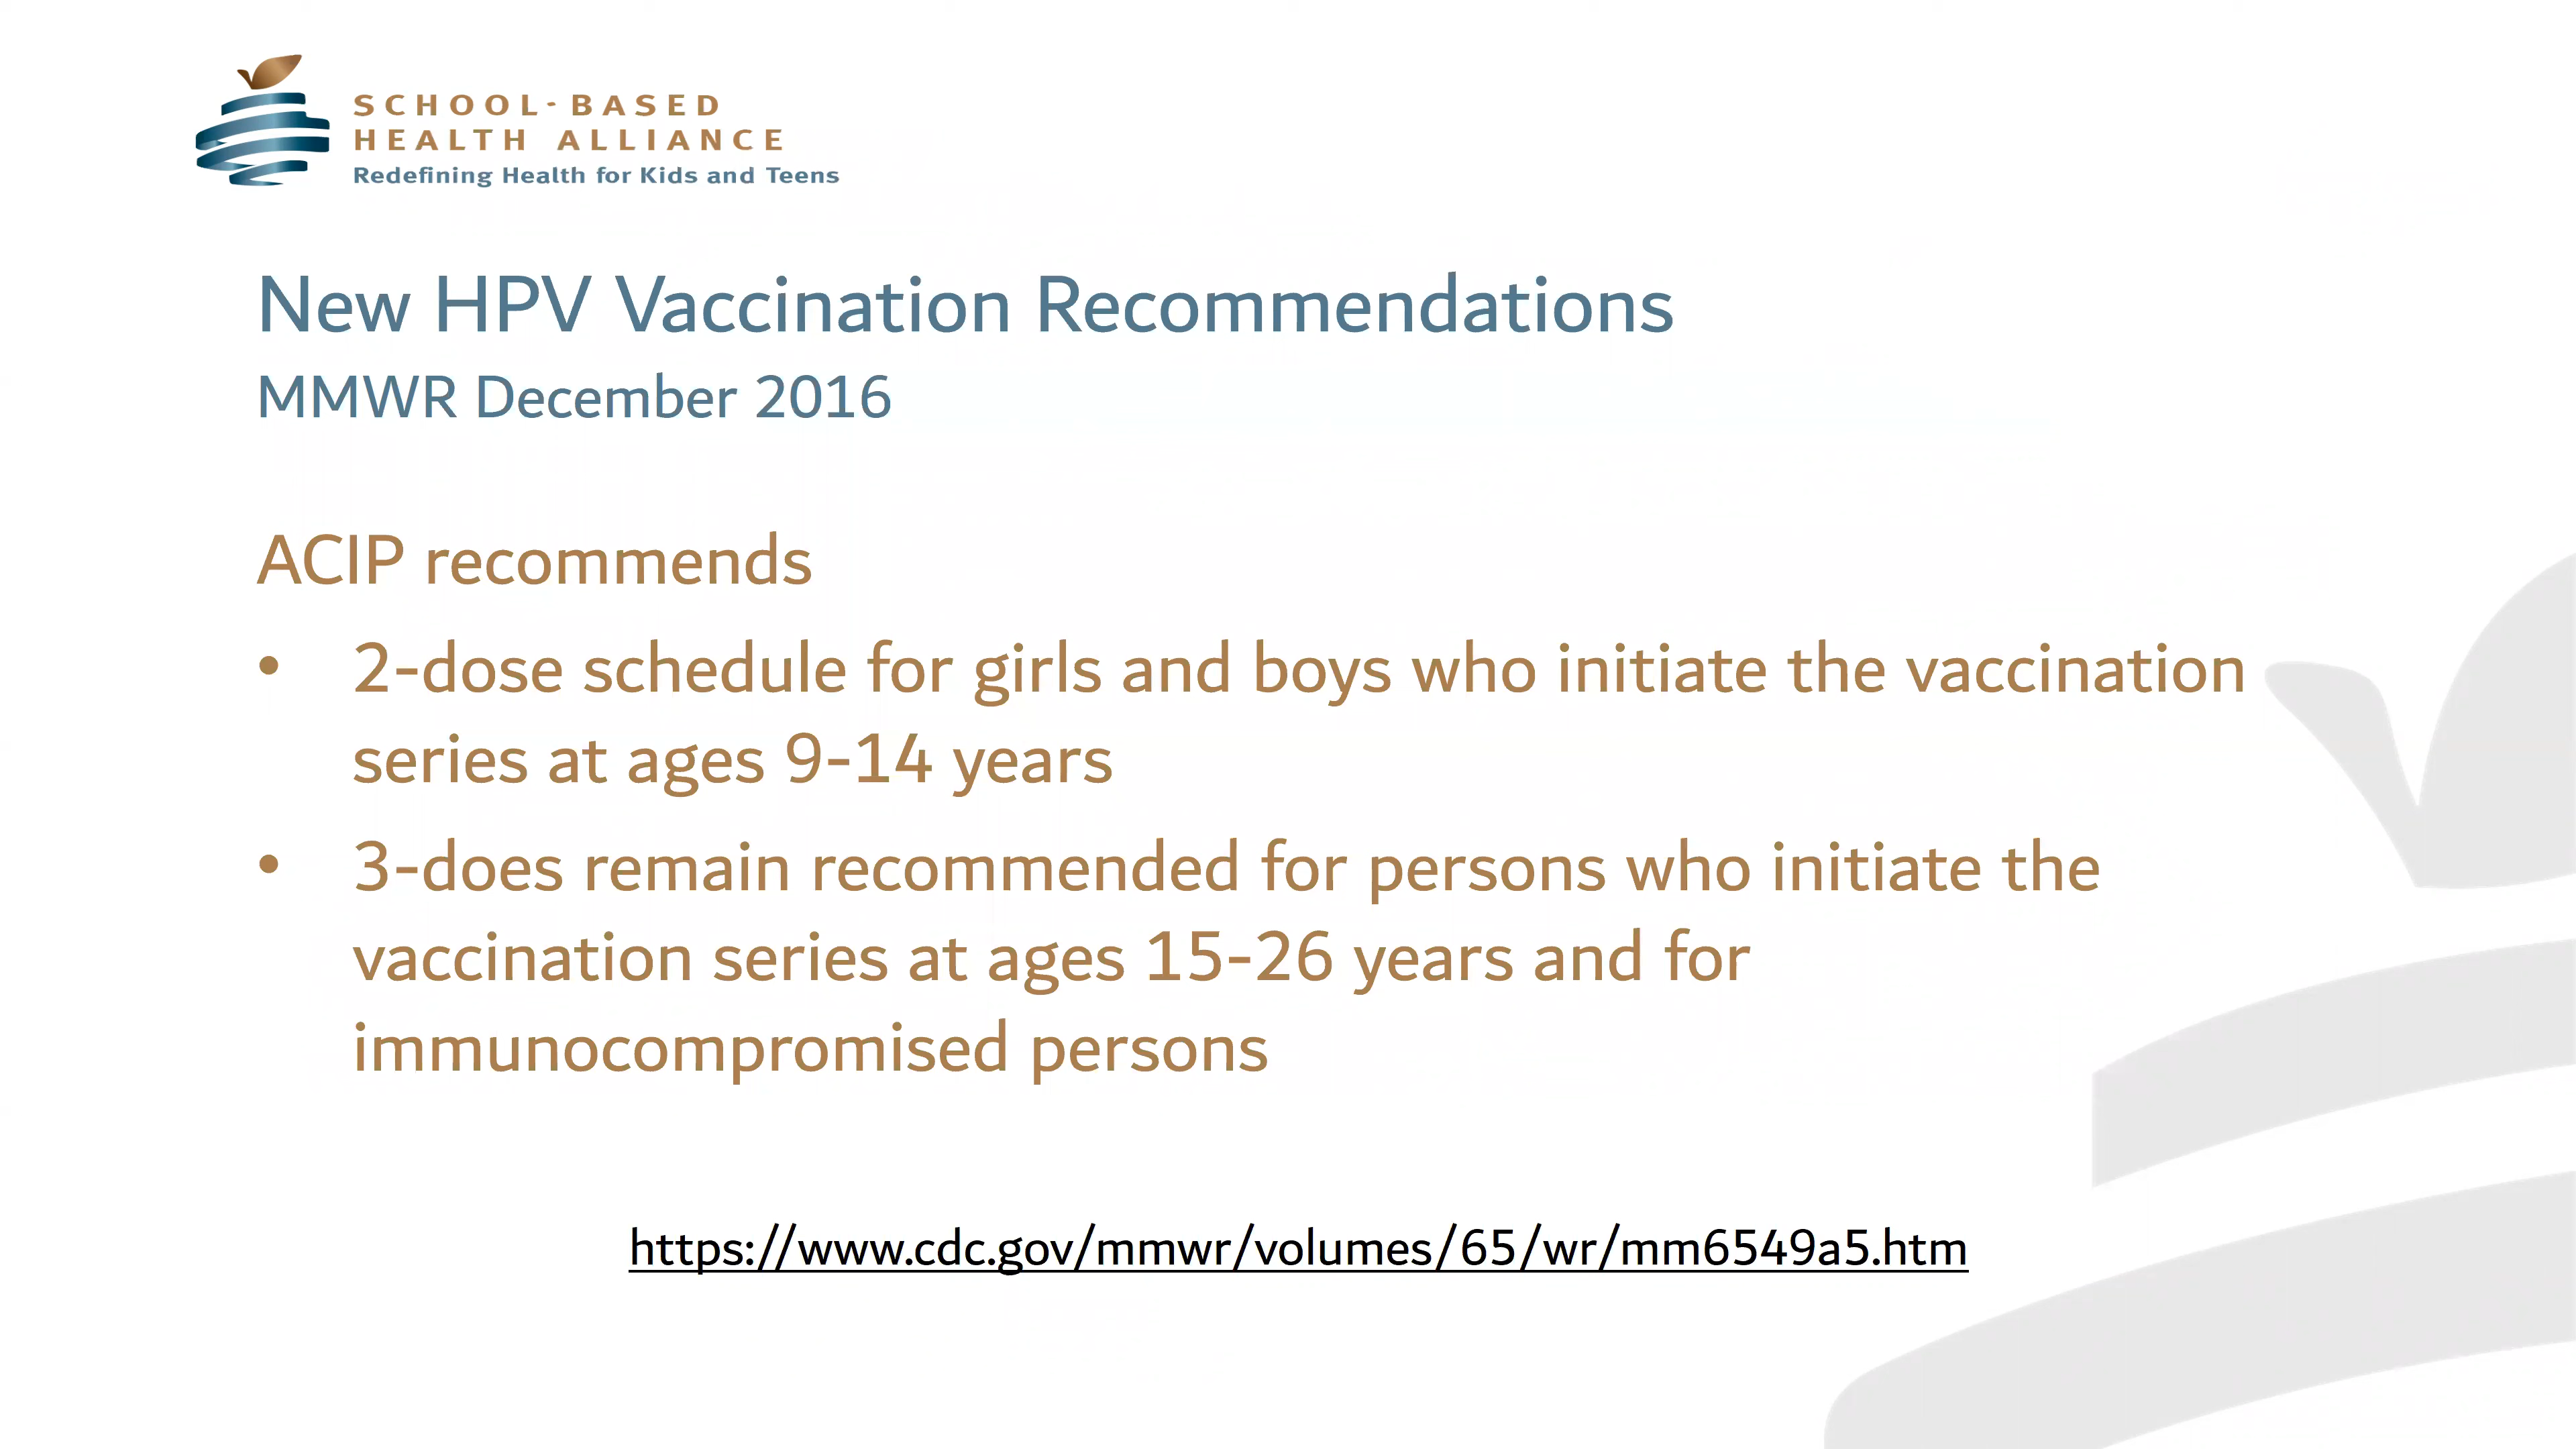 SCHOOL-BASED
HEALTH ALLIANCE
Redefining Health for Kids and Teens
New HPV Vaccination Recommendations
MMWR December 2016
ACIP recommends
• 2-dose schedule for girls and boys who initiate the vaccination
series at ages 9-14 years
• 3-does remain recommended for persons who initiate the
vaccination series at ages 15-26 years and for
immunocompromised persons
https://www.cdc.gov/mmwr/volumes/65/wr/mm6549a5.htm